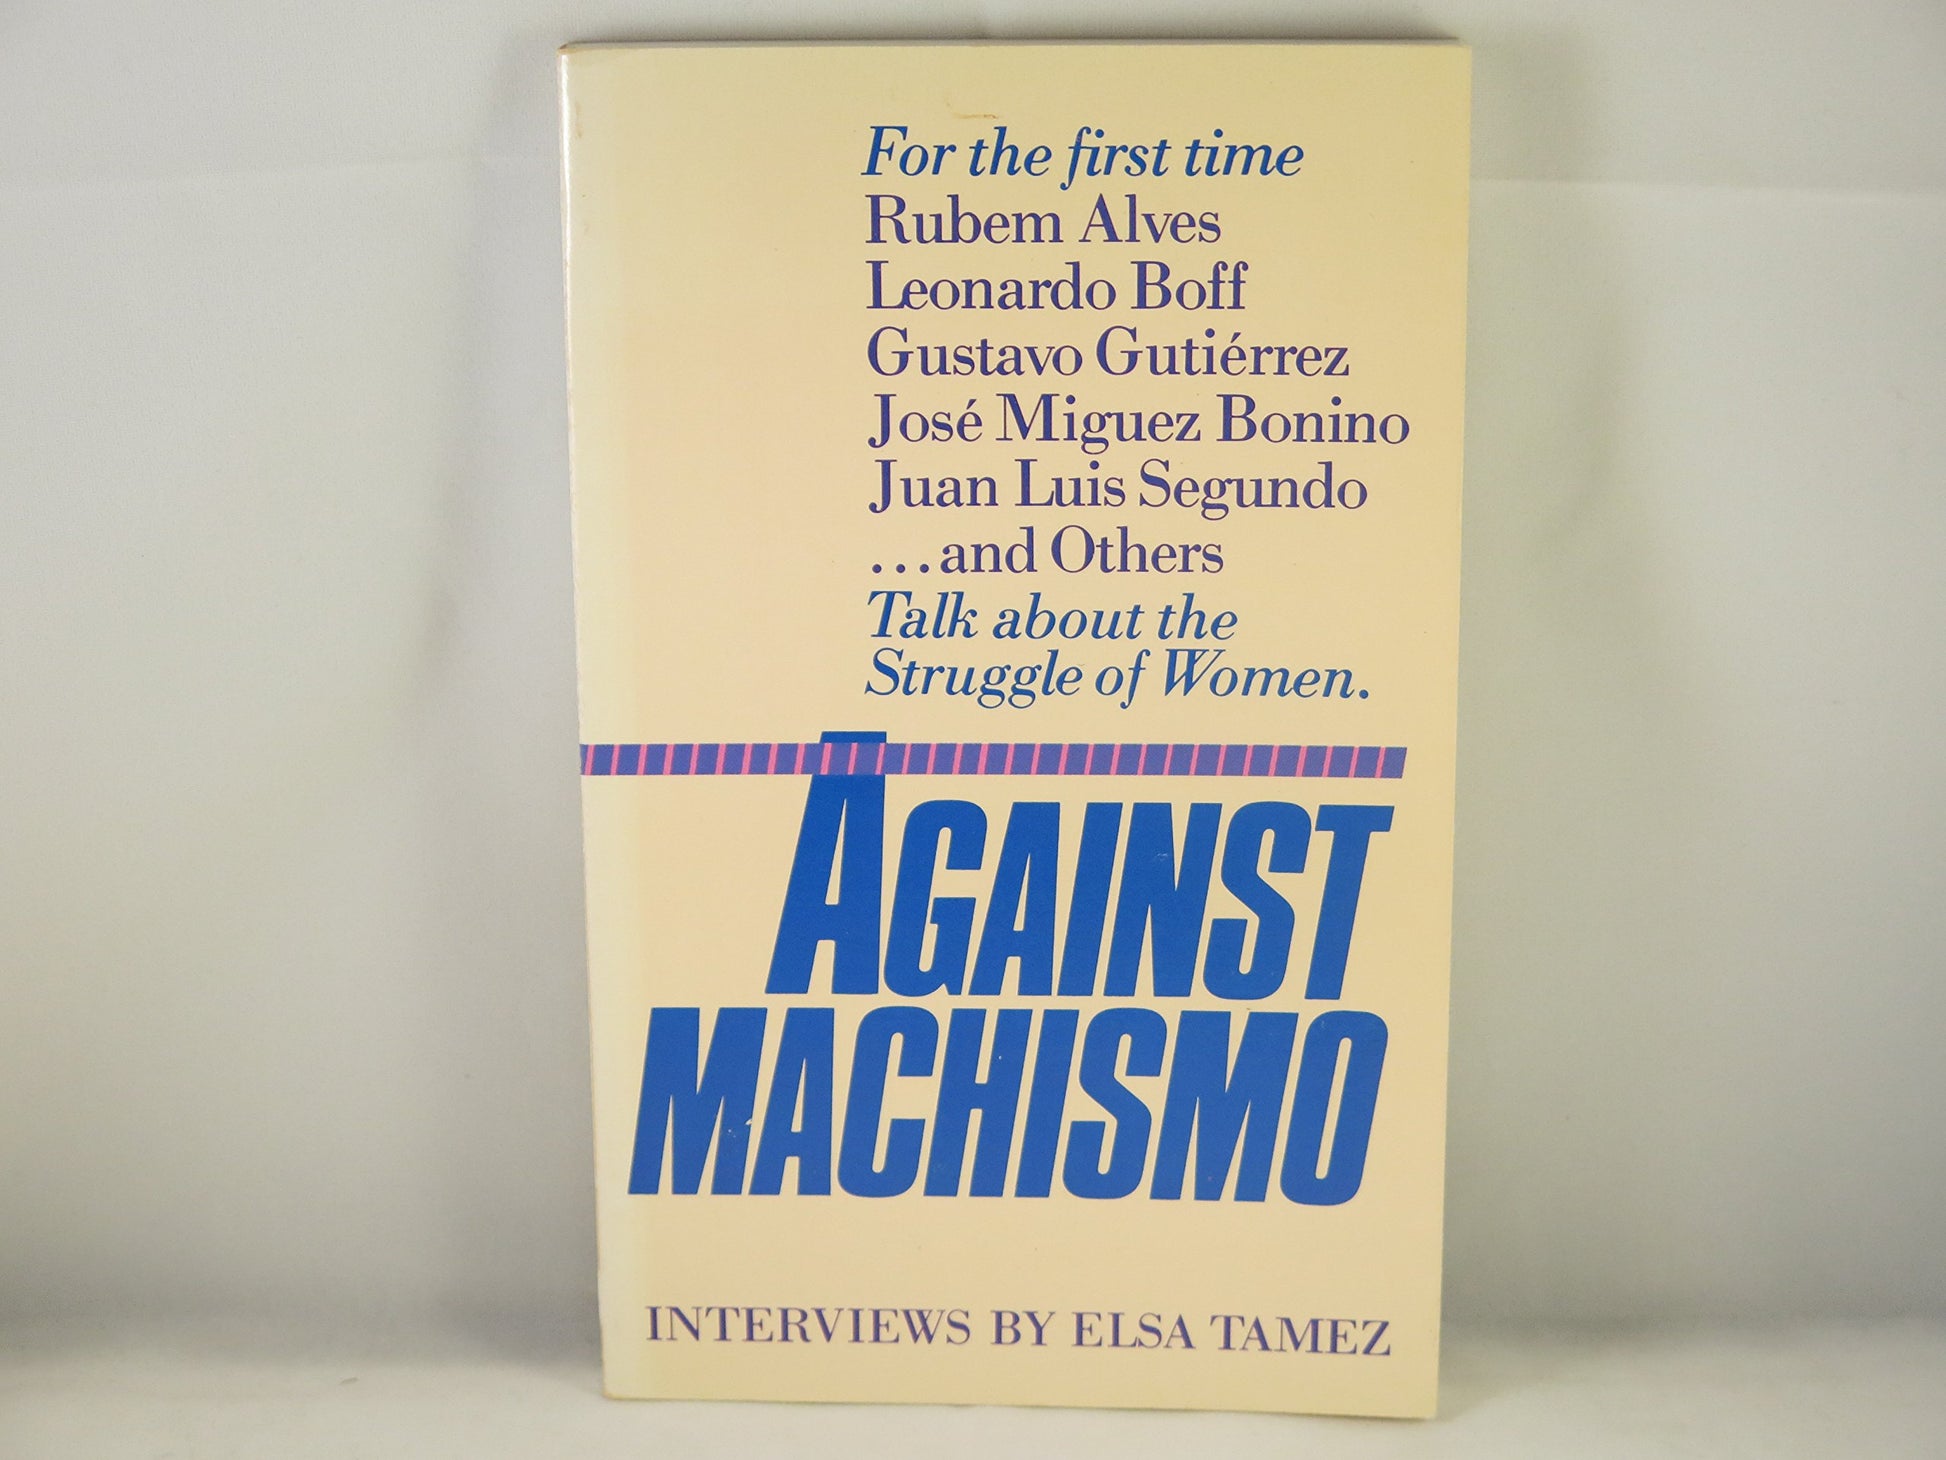 For the first time
Rubem Alves
Leonardo Boff
Gustavo Gutiérrez
José Miguez Bonino
Juan Luis Segundo
...and Others
Talk about the
Struggle of Women.
AGAINST
MACHISMO
INTERVIEWS BY ELSA TAMEZ